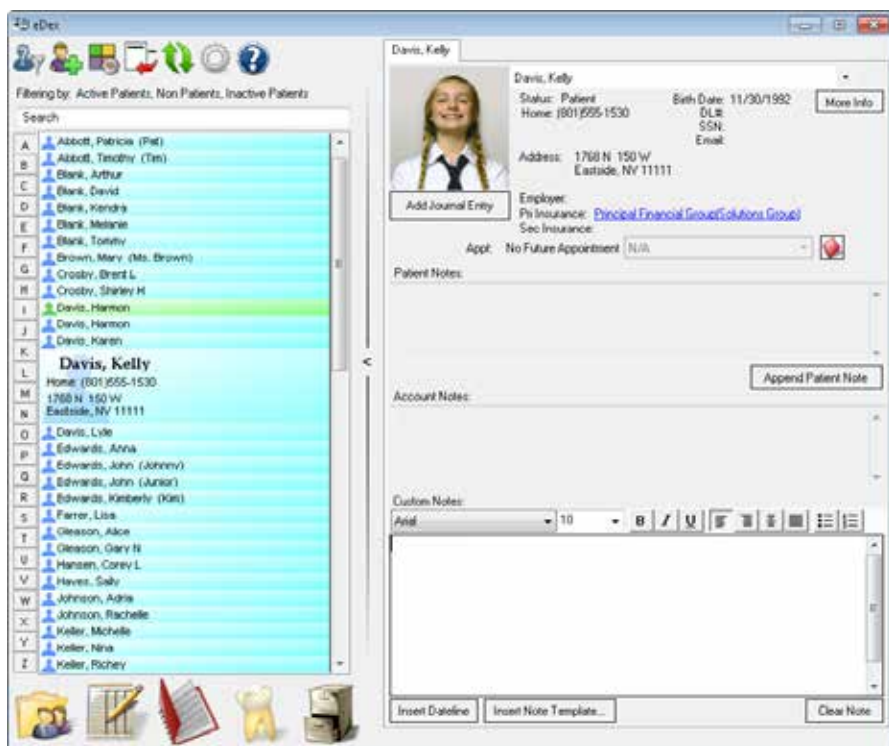 eDex
Filtering by: Active Patients, Non Patients, Inactive Patients
Search
A
B
C
D
E
F
G
H
I
J
K
L
M
N
O
P
Q
R
S
T
U
V
W
X
Y
Z
Abbott, Patricia (Pat)
Abbott, Timothy (Tim)
Blank, Arthur
Blank, David
Blank, Kendra
Blank, Melanie
Blank, Tommy
Brown, Mary (Ms. Brown)
Crosby, Brent L
Crosby, Shirley H
Davis, Harmon
Davis, Harmon
Davis, Karen
Davis, Kelly
Home: (801)555-1530
1768 N 150 W
Eastside, NV 11111
Davis, Lyle
Edwards, Anna
Edwards, John (Johnny)
Edwards, John (Junior)
Edwards, Kimberly (Kim)
Farrer, Lisa
Gleason, Alice
Gleason, Gary N
Hansen, Corey L
Hayes, Sally
Johnson, Adria
Johnson, Rachelle
Keller, Michelle
Keller, Nina
Keller, Richey
<
Davis, Kelly
Davis, Kelly
Status: Patient
Birth Date: 11/30/1992
More Info
Home: (801)555-1530
DL#:
SSN:
Email:
Address: 1768 N 150 W
Eastside, NV 11111
Add Journal Entry
Employer:
Pri Insurance: Principal Financial Group(Solutions Group)
Sec Insurance:
Appt: No Future Appointment N/A
Patient Notes:
Append Patient Note
Account Notes:
Custom Notes:
Arial 10 B I U
Insert Dateline Insert Note Template... Clear Note